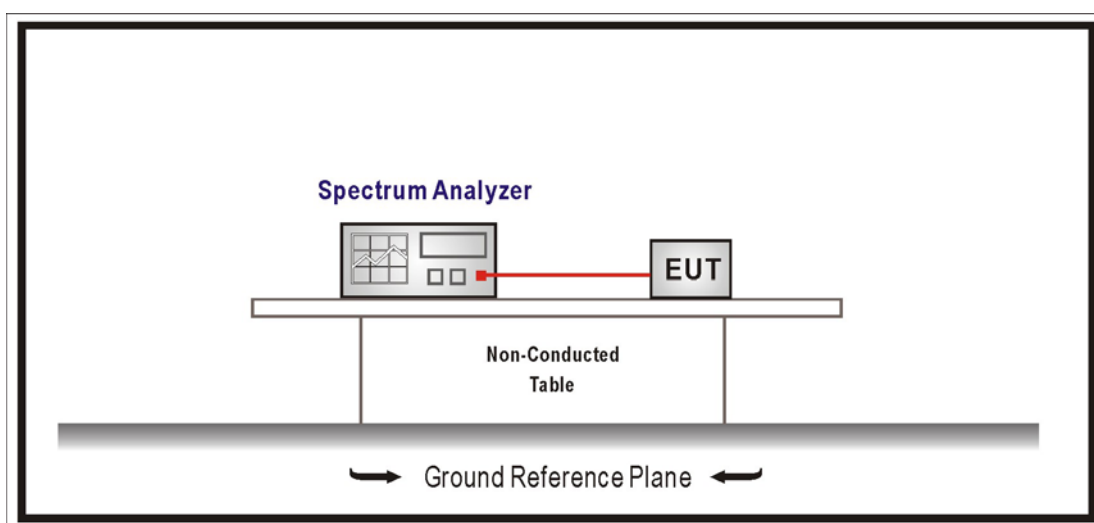 Spectrum Analyzer
EUT
Non-Conducted
Table
Ground Reference Plane